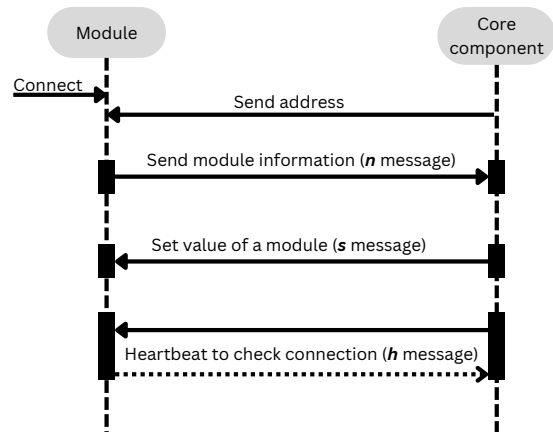 Module
Core
component
Connect
Send address
Send module information (n message)
Set value of a module (s message)
Heartbeat to check connection (h message)